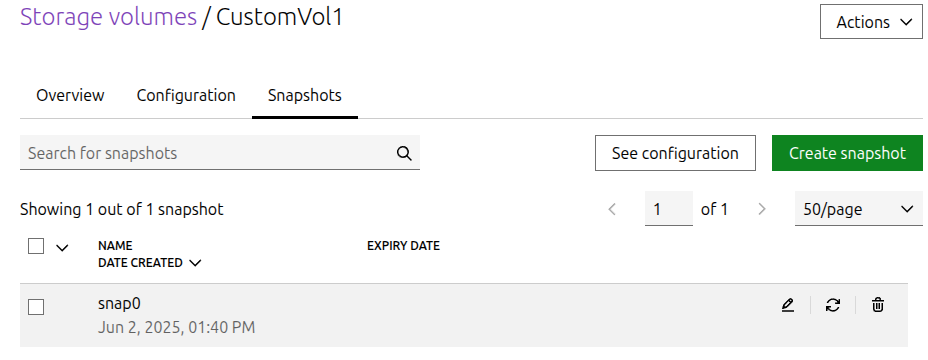 Storage volumes / CustomVol1
Actions
Overview Configuration Snapshots
Search for snapshots
See configuration
Create snapshot
Showing 1 out of 1 snapshot
1 of 1
50/page
NAME EXPIRY DATE
DATE CREATED
snap0
Jun 2, 2025, 01:40 PM